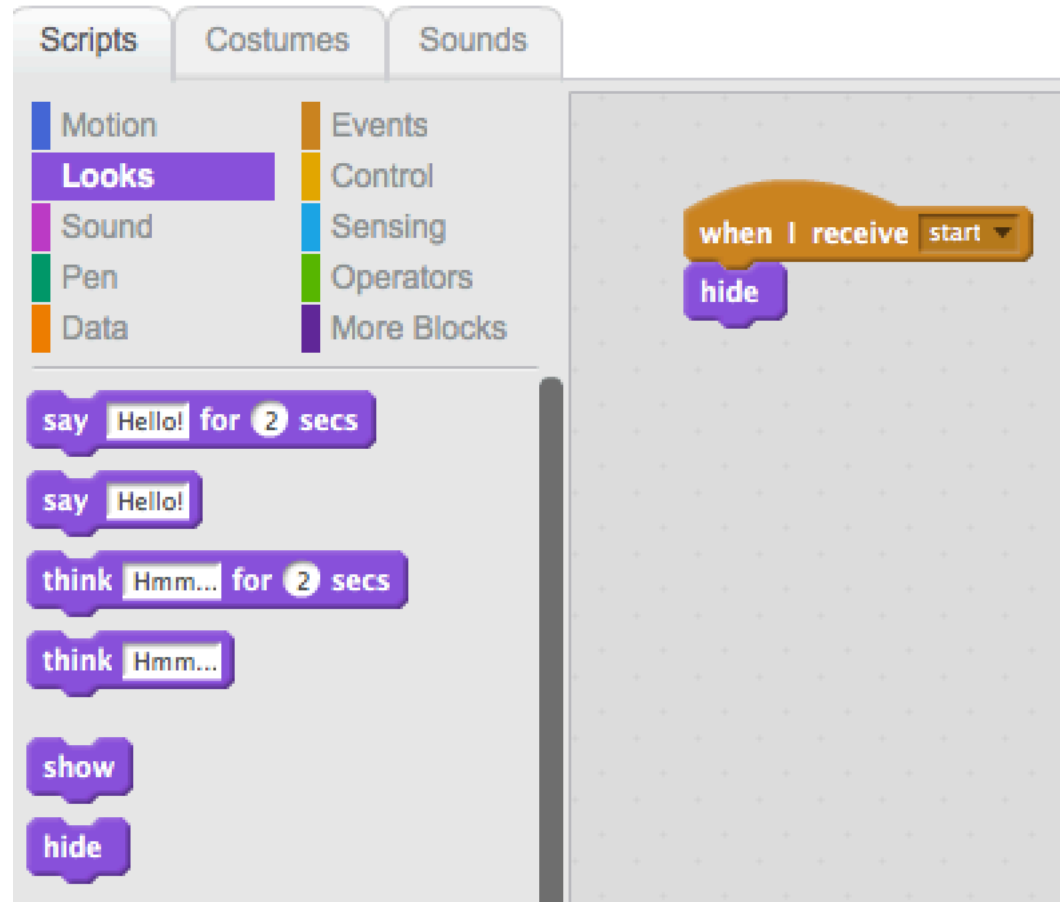 Scripts Costumes Sounds
Motion Events
Looks Control
Sound Sensing
Pen Operators
Data More Blocks
say Hello! for 2 secs
say Hello!
think Hmm... for 2 secs
think Hmm...
show
hide
when I receive start
hide